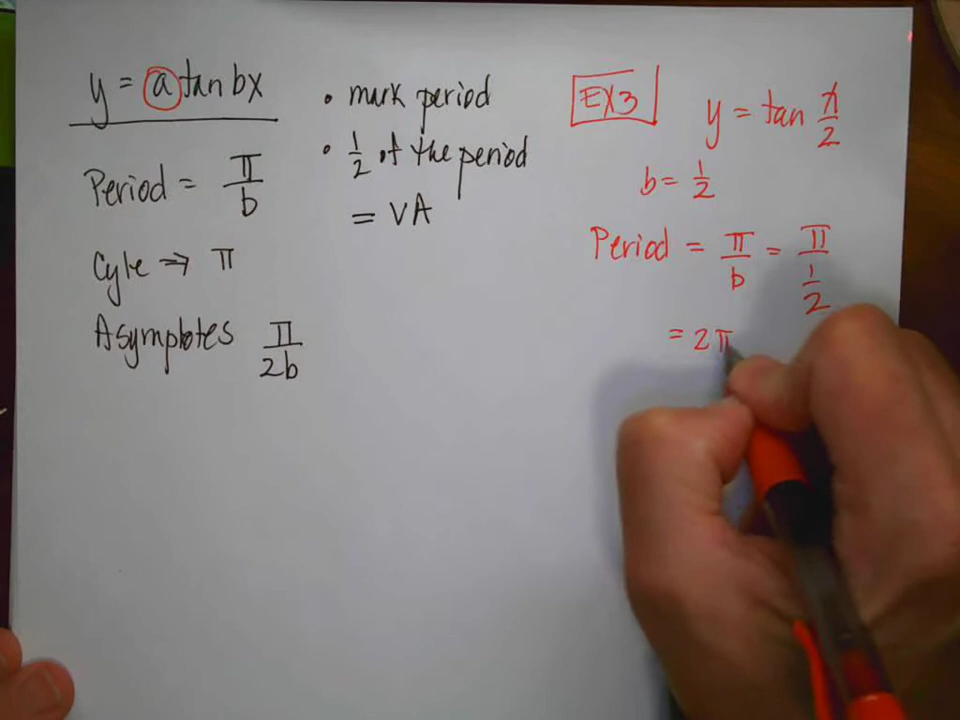 y = a tan bx
Period = π/b
Cycle => π
Asymptotes π/2b
• mark period
• 1/2 of the period
= VA
EX3
y = tan x/2
b = 1/2
Period = π/b = π/(1/2)
= 2π